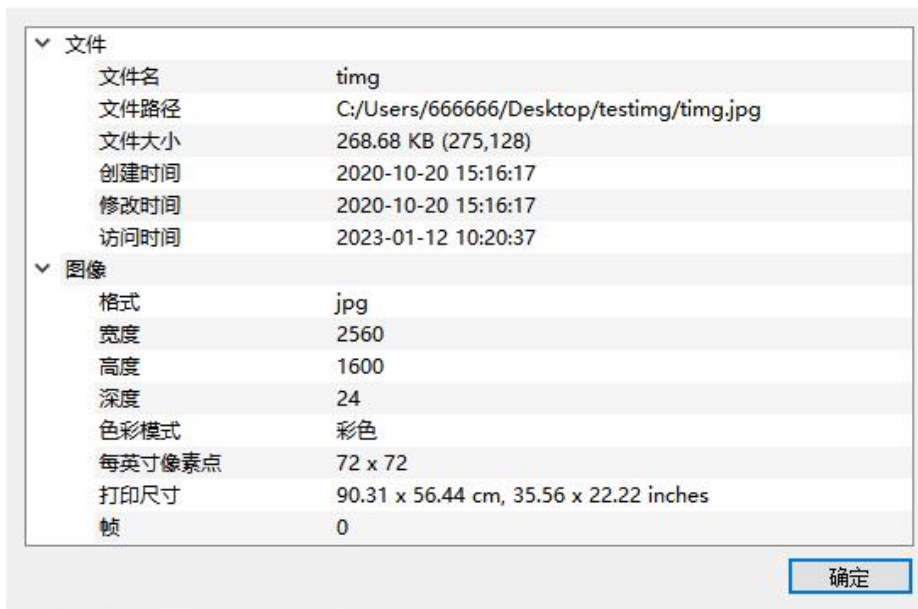 文件
文件名 timg
文件路径 C:/Users/666666/Desktop/testimg/timg.jpg
文件大小 268.68 KB (275,128)
创建时间 2020-10-20 15:16:17
修改时间 2020-10-20 15:16:17
访问时间 2023-01-12 10:20:37
图像
格式 jpg
宽度 2560
高度 1600
深度 24
色彩模式 彩色
每英寸像素点 72 x 72
打印尺寸 90.31 x 56.44 cm, 35.56 x 22.22 inches
帧 0
确定